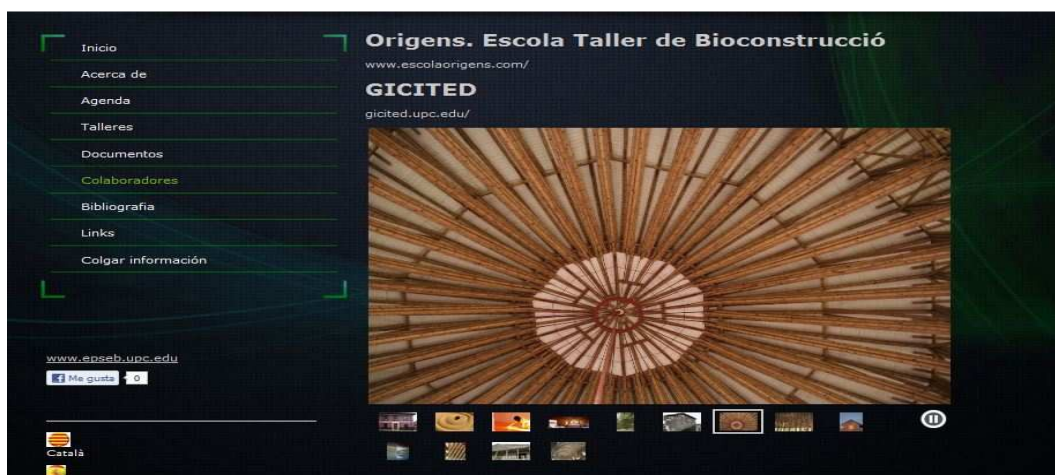 Inicio
Acerca de
Agenda
Talleres
Documentos
Colaboradores
Bibliografia
Links
Colgar información
www.epseb.upc.edu
Me gusta 0
Català
Origens. Escola Taller de Bioconstrucció
www.escolaorigens.com/
GICITED
gicited.upc.edu/